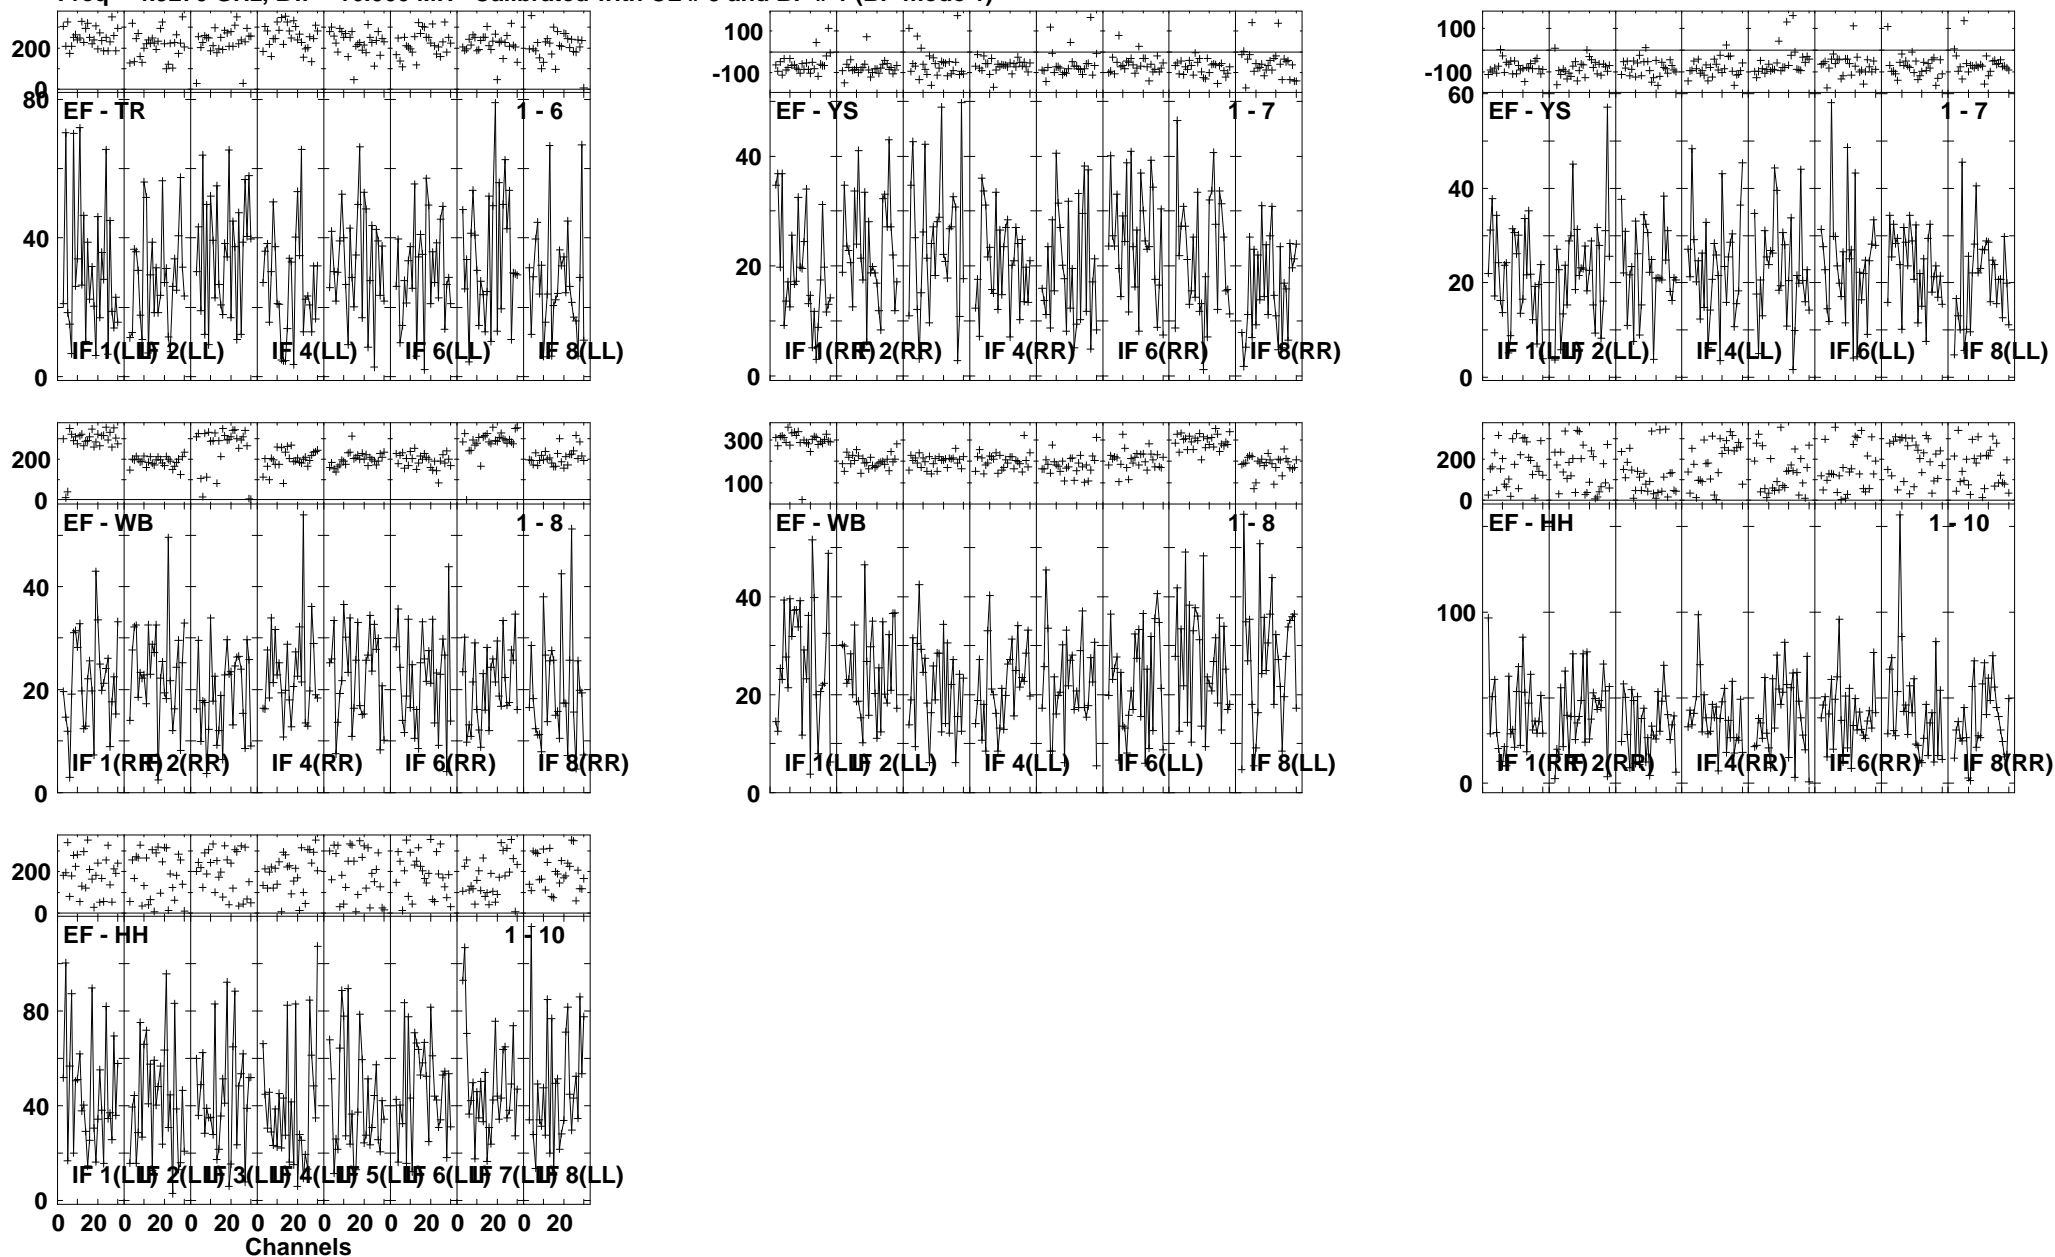 200
0
80
EF - TR
1 - 6
40
0
IF 1(LL)
IF 2(LL)
IF 4(LL)
IF 6(LL)
IF 8(LL)
100
-100
EF - YS
1 - 7
40
20
0
IF 1(RR)
IF 2(RR)
IF 4(RR)
IF 6(RR)
IF 8(RR)
100
-100
60
EF - YS
1 - 7
40
20
0
IF 1(LL)
IF 2(LL)
IF 4(LL)
IF 6(LL)
IF 8(LL)
200
0
EF - WB
1 - 8
40
20
0
IF 1(RR)
IF 2(RR)
IF 4(RR)
IF 6(RR)
IF 8(RR)
300
100
EF - WB
1 - 8
40
20
0
IF 1(LL)
IF 2(LL)
IF 4(LL)
IF 6(LL)
IF 8(LL)
200
0
EF - HH
1 - 10
100
0
IF 1(RR)
IF 2(RR)
IF 4(RR)
IF 6(RR)
IF 8(RR)
200
0
EF - HH
1 - 10
80
40
0
IF 1(LL)
IF 2(LL)
IF 3(LL)
IF 4(LL)
IF 5(LL)
IF 6(LL)
IF 7(LL)
IF 8(LL)
0 20 0 20 0 20 0 20 0 20 0 20 0 20 0 20
Channels